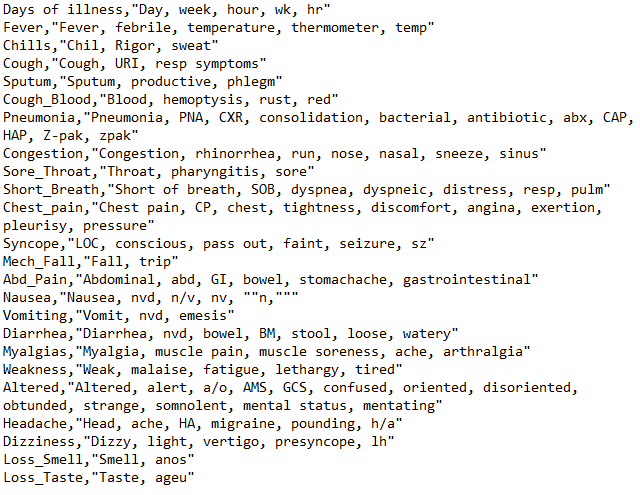 Days of illness,"Day, week, hour, wk, hr"
Fever,"Fever, febrile, temperature, thermometer, temp"
Chills,"Chil, Rigor, sweat"
Cough,"Cough, URI, resp symptoms"
Sputum,"Sputum, productive, phlegm"
Cough_Blood,"Blood, hemoptysis, rust, red"
Pneumonia,"Pneumonia, PNA, CXR, consolidation, bacterial, antibiotic, abx, CAP,
HAP, Z-pak, zpak"
Congestion,"Congestion, rhinorrhea, run, nose, nasal, sneeze, sinus"
Sore_Throat,"Throat, pharyngitis, sore"
Short_Breath,"Short of breath, SOB, dyspnea, dyspneic, distress, resp, pulm"
Chest_pain,"Chest pain, CP, chest, tightness, discomfort, angina, exertion,
pleurisy, pressure"
Syncope,"LOC, conscious, pass out, faint, seizure, sz"
Mech_Fall,"Fall, trip"
Abd_Pain,"Abdominal, abd, GI, bowel, stomachache, gastrointestinal"
Nausea,"Nausea, nvd, n/v, nv, ""n,"""
Vomiting,"Vomit, nvd, emesis"
Diarrhea,"Diarrhea, nvd, bowel, BM, stool, loose, watery"
Myalgias,"Myalgia, muscle pain, muscle soreness, ache, arthralgia"
Weakness,"Weak, malaise, fatigue, lethargy, tired"
Altered,"Altered, alert, a/o, AMS, GCS, confused, oriented, disoriented,
obtunded, strange, somnolent, mental status, mentating"
Headache,"Head, ache, HA, migraine, pounding, h/a"
Dizziness,"Dizzy, light, vertigo, presyncope, lh"
Loss_Smell,"Smell, anos"
Loss_Taste,"Taste, ageu"